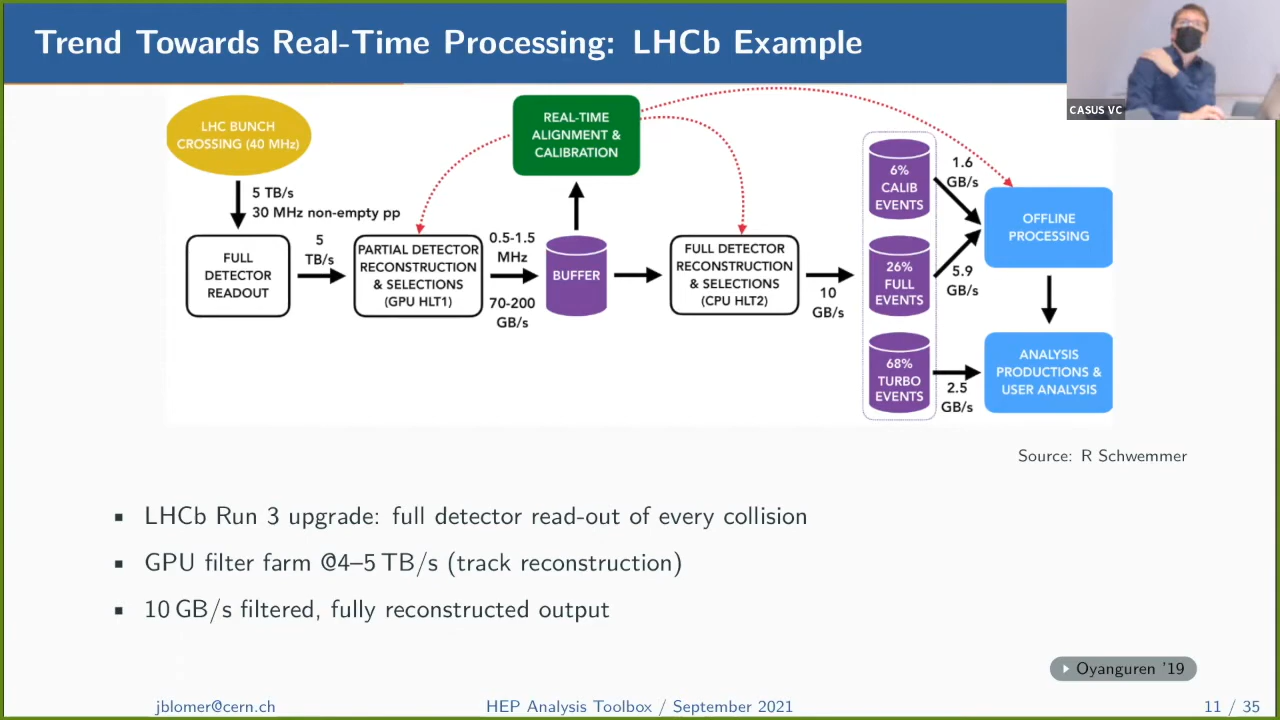 Trend Towards Real-Time Processing: LHCb Example
CASUS VC
LHC BUNCH
CROSSING (40 MHz)
5 TB/s
30 MHz non-empty pp
FULL
DETECTOR
READOUT
5
TB/s
PARTIAL DETECTOR
RECONSTRUCTION
& SELECTIONS
(GPU HLT1)
0.5-1.5
MHz
70-200
GB/s
REAL-TIME
ALIGNMENT &
CALIBRATION
BUFFER
FULL DETECTOR
RECONSTRUCTION
& SELECTIONS
(CPU HLT2)
10
GB/s
6%
CALIB
EVENTS
26%
FULL
EVENTS
68%
TURBO
EVENTS
1.6
GB/s
5.9
GB/s
2.5
GB/s
OFFLINE
PROCESSING
ANALYSIS
PRODUCTIONS &
USER ANALYSIS
Source: R Schwemmer
▪ LHCb Run 3 upgrade: full detector read-out of every collision
▪ GPU filter farm @4–5 TB/s (track reconstruction)
▪ 10 GB/s filtered, fully reconstructed output
Oyanguren '19
jblomer@cern.ch
HEP Analysis Toolbox / September 2021
11 / 35